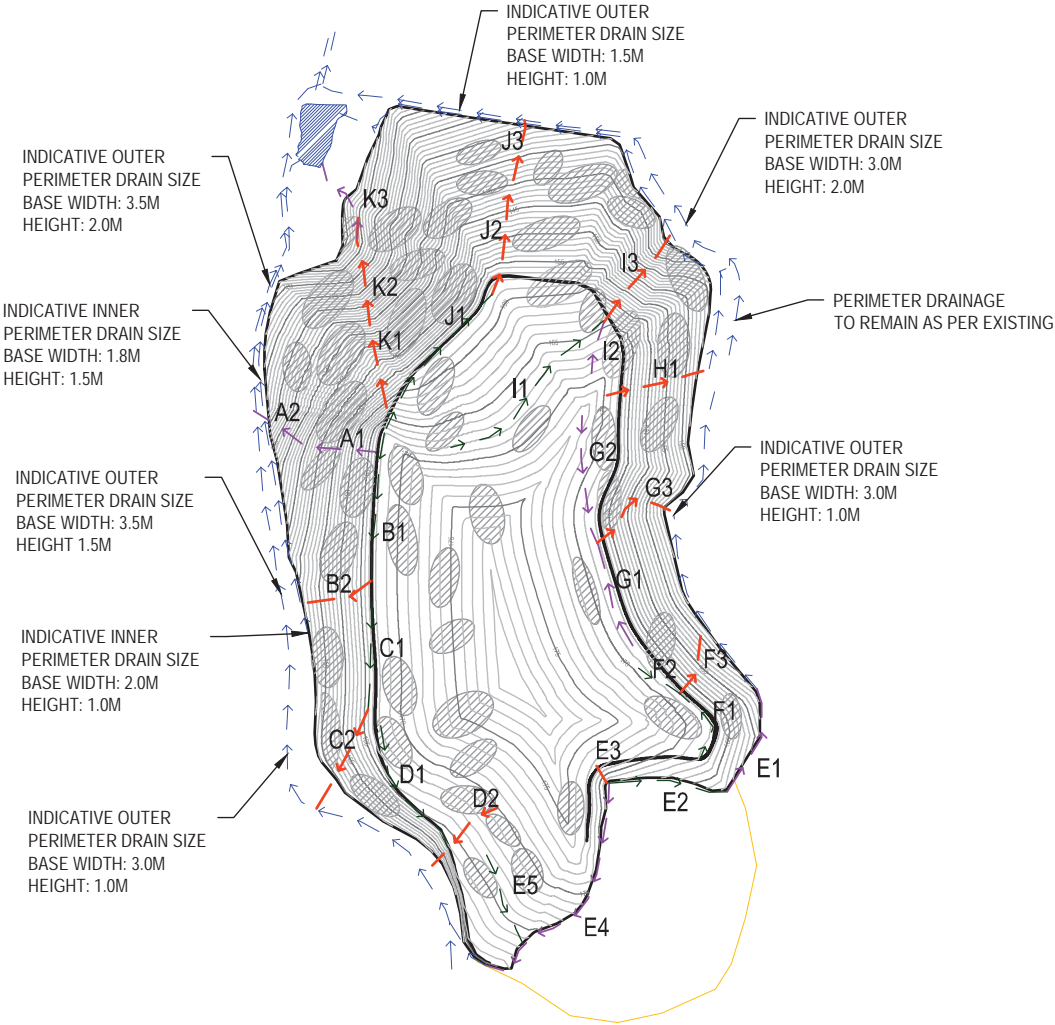 INDICATIVE OUTER
PERIMETER DRAIN SIZE
BASE WIDTH: 1.5M
HEIGHT: 1.0M
INDICATIVE OUTER
PERIMETER DRAIN SIZE
BASE WIDTH: 3.0M
HEIGHT: 2.0M
INDICATIVE OUTER
PERIMETER DRAIN SIZE
BASE WIDTH: 3.5M
HEIGHT: 2.0M
INDICATIVE INNER
PERIMETER DRAIN SIZE
BASE WIDTH: 1.8M
HEIGHT: 1.5M
PERIMETER DRAINAGE
TO REMAIN AS PER EXISTING
INDICATIVE OUTER
PERIMETER DRAIN SIZE
BASE WIDTH: 3.5M
HEIGHT 1.5M
INDICATIVE OUTER
PERIMETER DRAIN SIZE
BASE WIDTH: 3.0M
HEIGHT: 1.0M
INDICATIVE INNER
PERIMETER DRAIN SIZE
BASE WIDTH: 2.0M
HEIGHT: 1.0M
INDICATIVE OUTER
PERIMETER DRAIN SIZE
BASE WIDTH: 3.0M
HEIGHT: 1.0M
J3
K3
J2
I3
K2
J1
K1
I2
H1
I1
A2
A1
G2
G3
B1
B2
G1
C1
F3
F2
F1
C2
E3
D1
E1
D2
E2
E5
E4